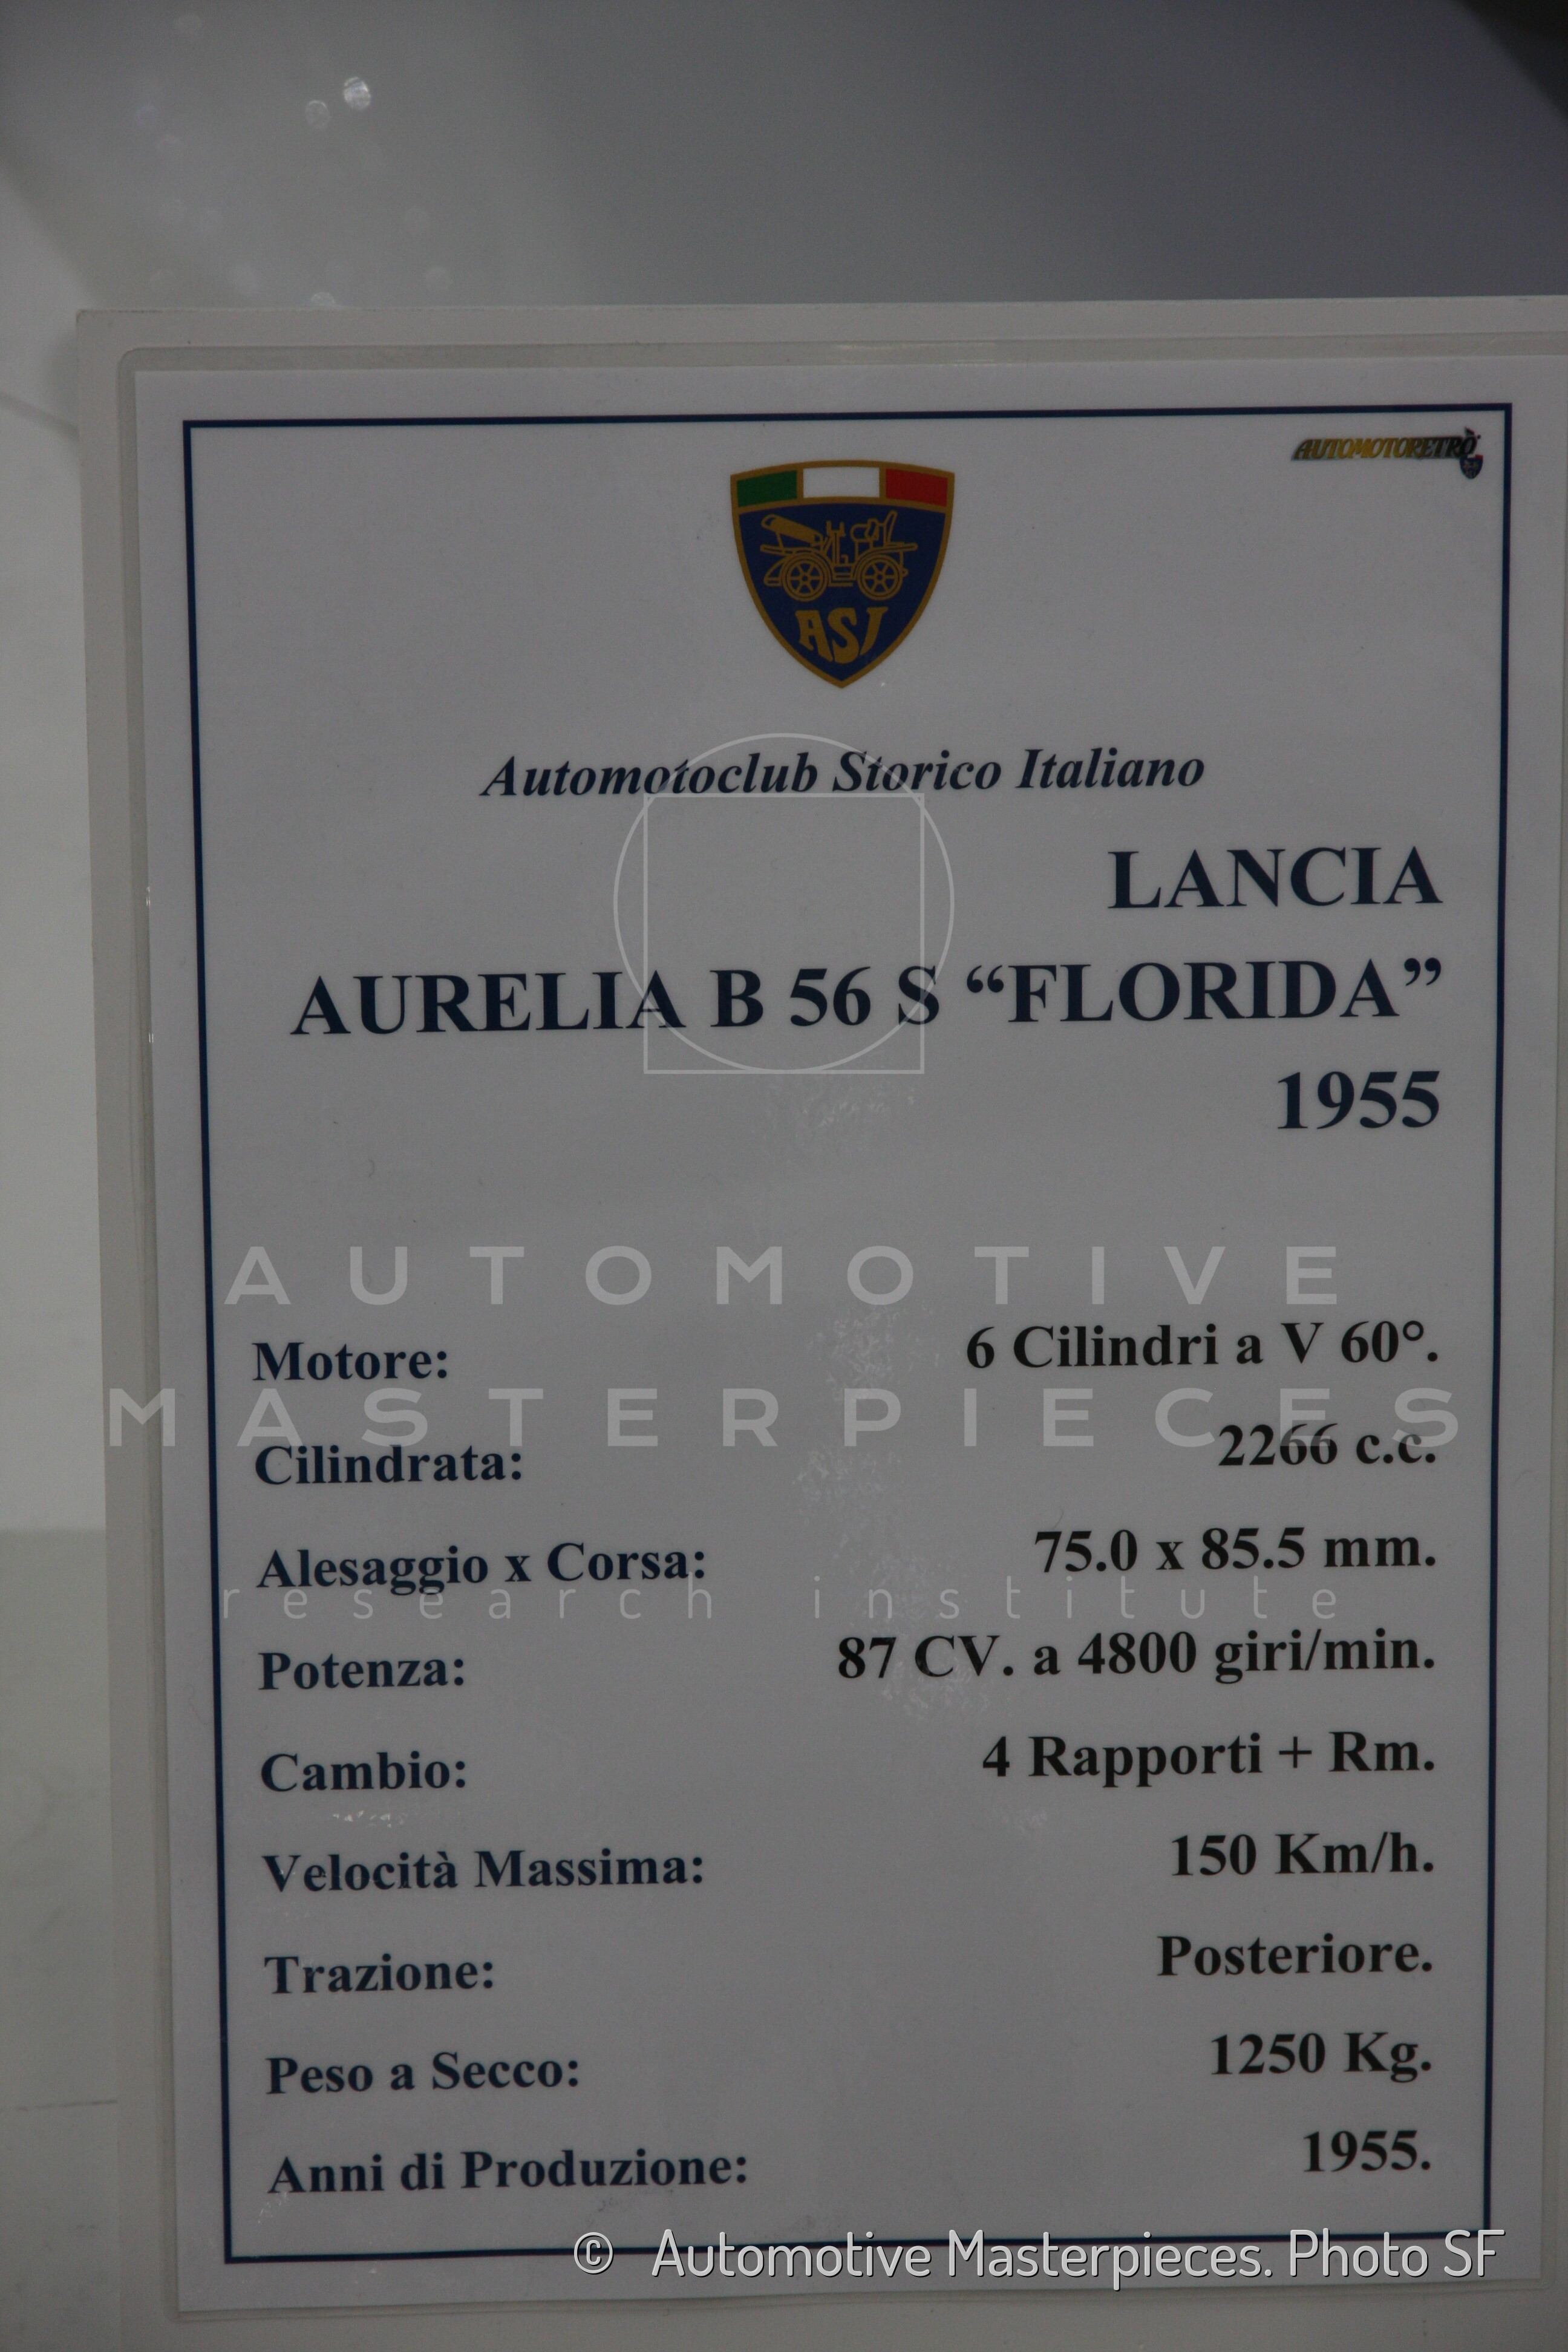 AUTOMOTORETRÒ
ASI
Automotoclub Storico Italiano
LANCIA
AURELIA B 56 S “FLORIDA”
1955
AUTOMOTIVE
Motore: 6 Cilindri a V 60°.
MASTERPIECES
Cilindrata: 2266 c.c.
Alesaggio x Corsa: 75.0 x 85.5 mm.
research institute
Potenza: 87 CV. a 4800 giri/min.
Cambio: 4 Rapporti + Rm.
Velocità Massima: 150 Km/h.
Trazione: Posteriore.
Peso a Secco: 1250 Kg.
Anni di Produzione: 1955.
© Automotive Masterpieces. Photo SF